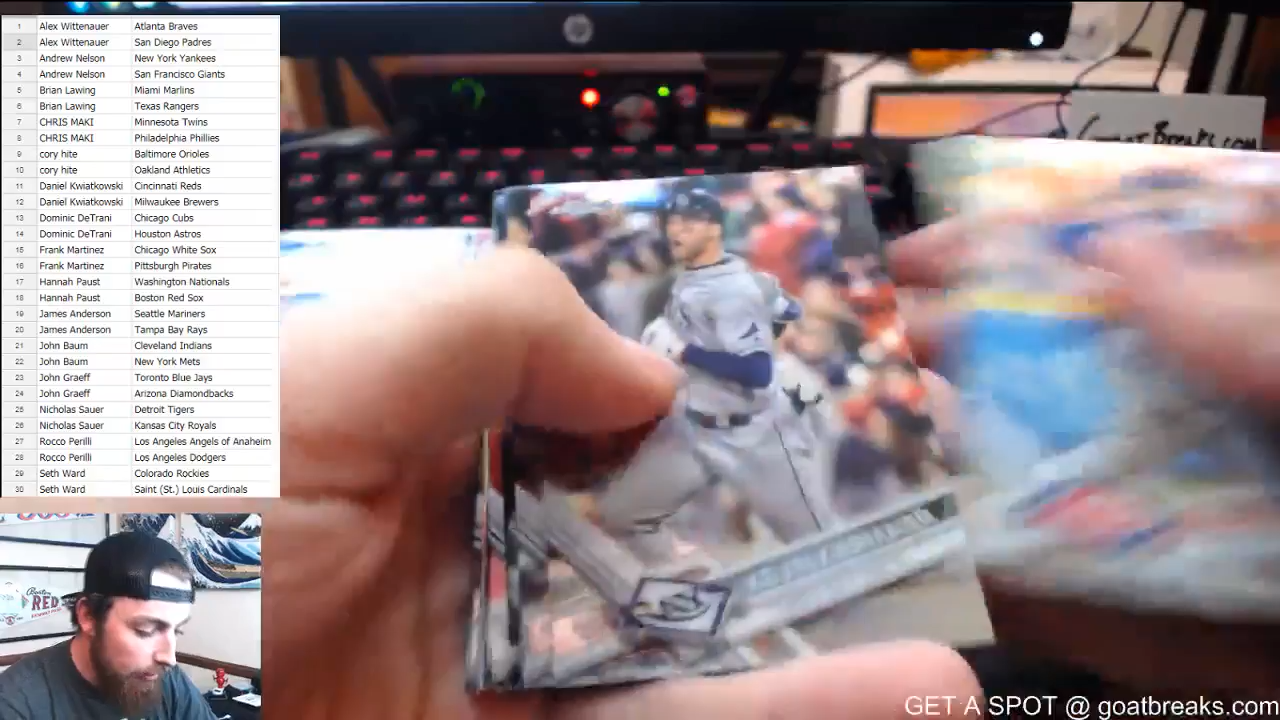 1 Alex Wittenauer Atlanta Braves
2 Alex Wittenauer San Diego Padres
3 Andrew Nelson New York Yankees
4 Andrew Nelson San Francisco Giants
5 Brian Lawing Miami Marlins
6 Brian Lawing Texas Rangers
7 CHRIS MAKI Minnesota Twins
8 CHRIS MAKI Philadelphia Phillies
9 cory hite Baltimore Orioles
10 cory hite Oakland Athletics
11 Daniel Kwiatkowski Cincinnati Reds
12 Daniel Kwiatkowski Milwaukee Brewers
13 Dominic DeTrani Chicago Cubs
14 Dominic DeTrani Houston Astros
15 Frank Martinez Chicago White Sox
16 Frank Martinez Pittsburgh Pirates
17 Hannah Paust Washington Nationals
18 Hannah Paust Boston Red Sox
19 James Anderson Seattle Mariners
20 James Anderson Tampa Bay Rays
21 John Baum Cleveland Indians
22 John Baum New York Mets
23 John Graeff Toronto Blue Jays
24 John Graeff Arizona Diamondbacks
25 Nicholas Sauer Detroit Tigers
26 Nicholas Sauer Kansas City Royals
27 Rocco Perilli Los Angeles Angels of Anaheim
28 Rocco Perilli Los Angeles Dodgers
29 Seth Ward Colorado Rockies
30 Seth Ward Saint (St.) Louis Cardinals
RED
GET A SPOT @ goatbreaks.com